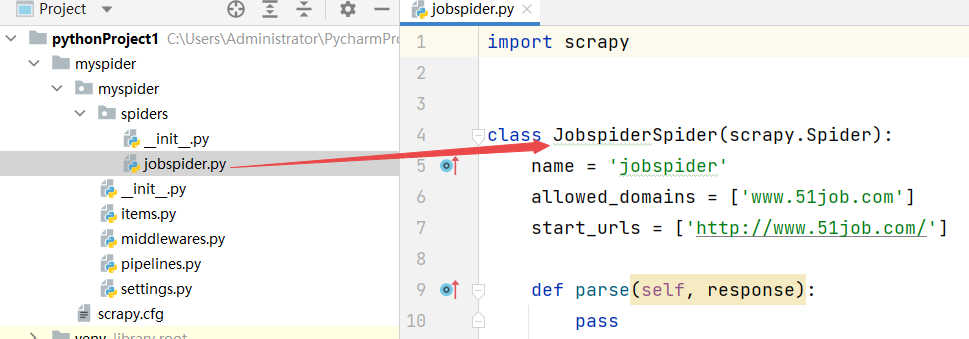 Project
pythonProject1 C:\Users\Administrator\PycharmPro
myspider
myspider
spiders
__init__.py
jobspider.py
__init__.py
items.py
middlewares.py
pipelines.py
settings.py
scrapy.cfg
venv library root
jobspider.py
1 import scrapy
2
3
4 class JobspiderSpider(scrapy.Spider):
5 name = 'jobspider'
6 allowed_domains = ['www.51job.com']
7 start_urls = ['http://www.51job.com/']
8
9 def parse(self, response):
10 pass